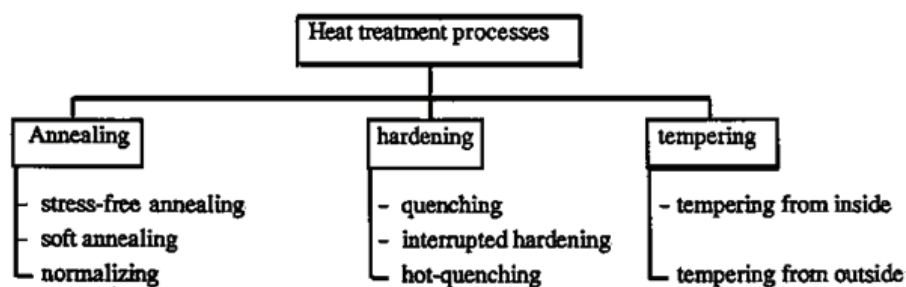 Heat treatment processes
Annealing
hardening
tempering
- stress-free annealing
- soft annealing
normalizing
- quenching
- interrupted hardening
hot-quenching
- tempering from inside
tempering from outside